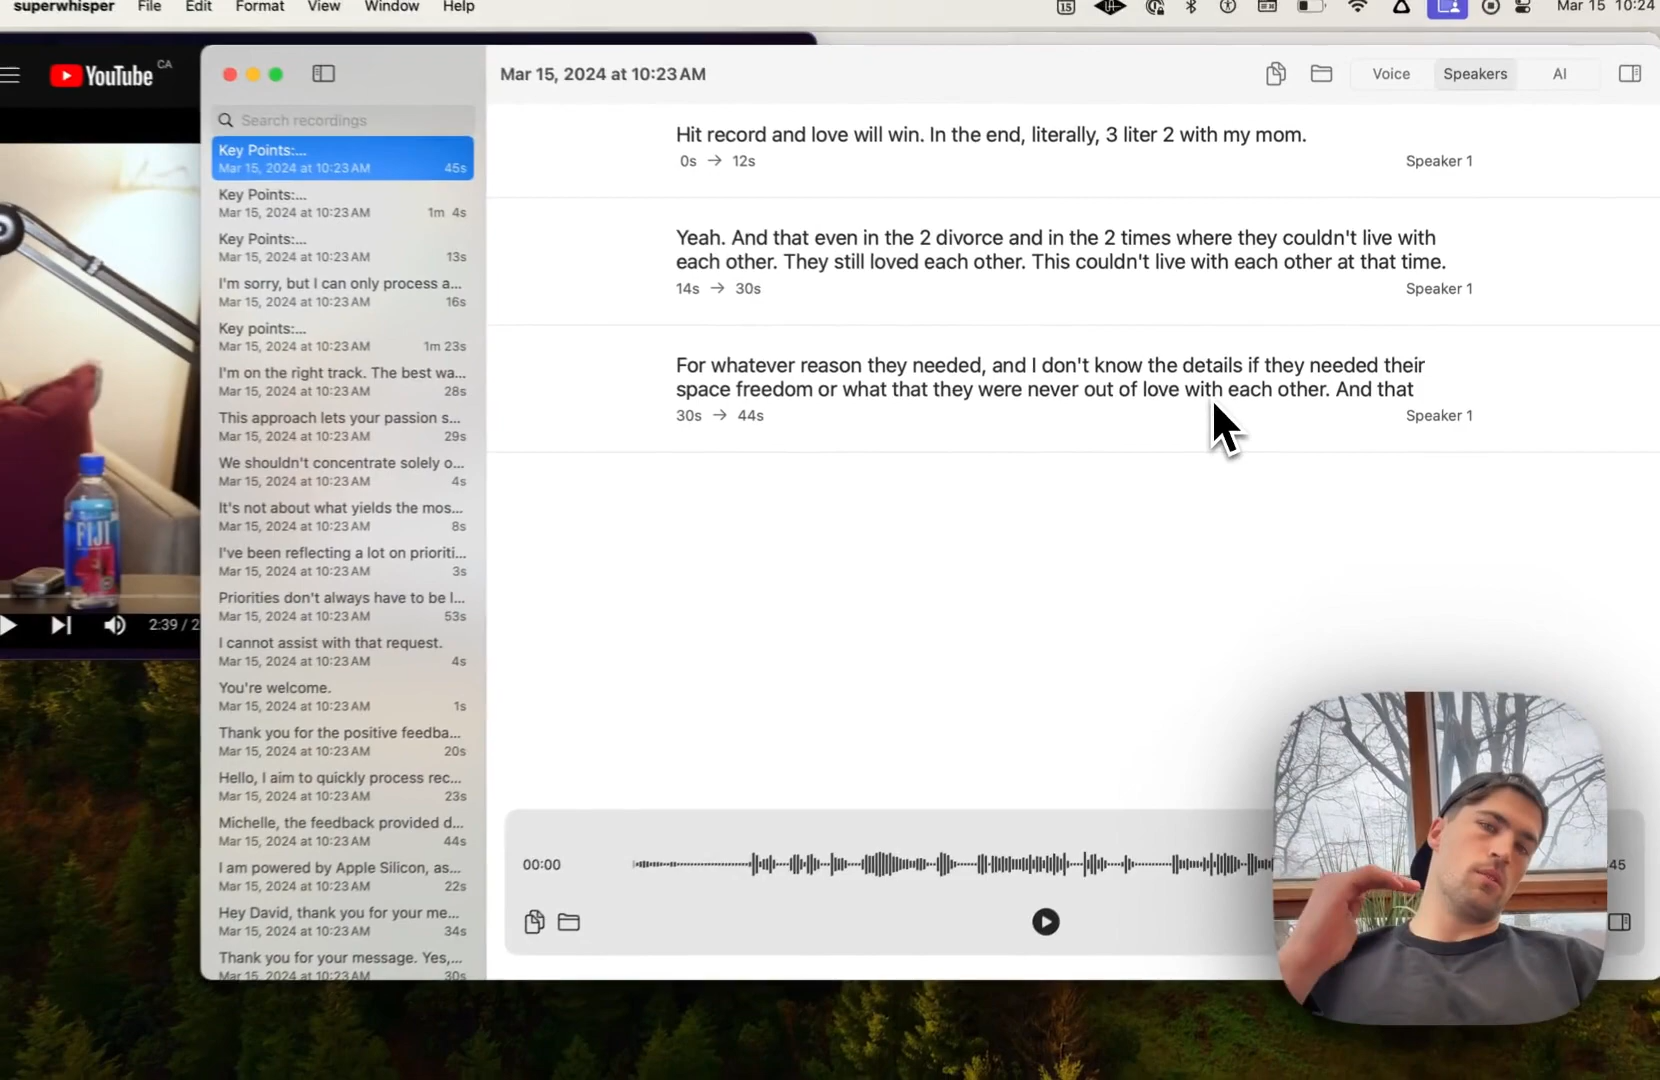 superwhisper File Edit Format View Window Help
15
Mar 15 10:24
YouTube CA
Mar 15, 2024 at 10:23 AM
Voice Speakers AI
Search recordings
Key Points:...
Mar 15, 2024 at 10:23 AM 45s
Key Points:...
Mar 15, 2024 at 10:23 AM 1m 4s
Key Points:...
Mar 15, 2024 at 10:23 AM 13s
I'm sorry, but I can only process a...
Mar 15, 2024 at 10:23 AM 16s
Key points:...
Mar 15, 2024 at 10:23 AM 1m 23s
I'm on the right track. The best wa...
Mar 15, 2024 at 10:23 AM 28s
This approach lets your passion s...
Mar 15, 2024 at 10:23 AM 29s
We shouldn't concentrate solely o...
Mar 15, 2024 at 10:23 AM 4s
It's not about what yields the mos...
Mar 15, 2024 at 10:23 AM 8s
I've been reflecting a lot on prioriti...
Mar 15, 2024 at 10:23 AM 3s
Priorities don't always have to be l...
Mar 15, 2024 at 10:23 AM 53s
I cannot assist with that request.
Mar 15, 2024 at 10:23 AM 4s
You're welcome.
Mar 15, 2024 at 10:23 AM 1s
Thank you for the positive feedba...
Mar 15, 2024 at 10:23 AM 20s
Hello, I aim to quickly process rec...
Mar 15, 2024 at 10:23 AM 23s
Michelle, the feedback provided d...
Mar 15, 2024 at 10:23 AM 44s
I am powered by Apple Silicon, as...
Mar 15, 2024 at 10:23 AM 22s
Hey David, thank you for your me...
Mar 15, 2024 at 10:23 AM 34s
Thank you for your message. Yes,...
Mar 15, 2024 at 10:23 AM 30s
Hit record and love will win. In the end, literally, 3 liter 2 with my mom.
0s → 12s Speaker 1
Yeah. And that even in the 2 divorce and in the 2 times where they couldn't live with
each other. They still loved each other. This couldn't live with each other at that time.
14s → 30s Speaker 1
For whatever reason they needed, and I don't know the details if they needed their
space freedom or what that they were never out of love with each other. And that
30s → 44s Speaker 1
00:00
45
FIJI
2:39 / 2